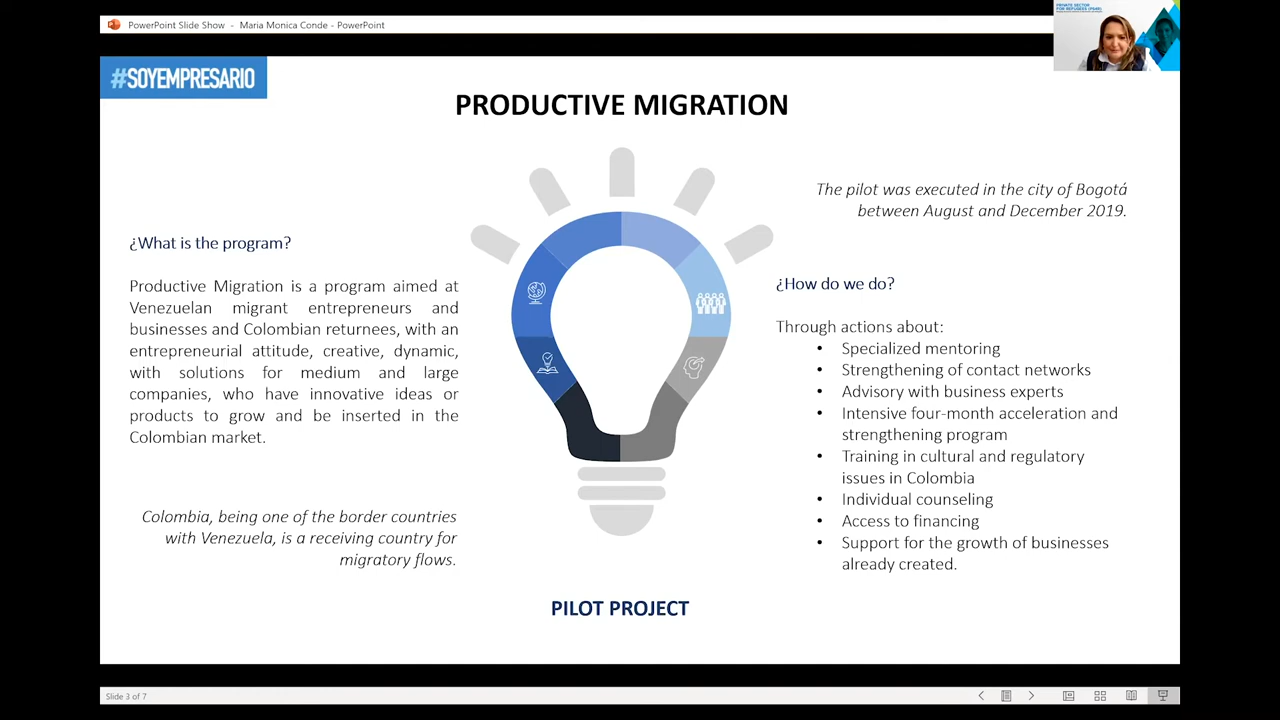 PowerPoint Slide Show - Maria Monica Conde - PowerPoint
PRIVATE SECTOR
FOR REFUGEES (PS4R)
#SOYEMPRESARIO
PRODUCTIVE MIGRATION
¿What is the program?
Productive Migration is a program aimed at
Venezuelan migrant entrepreneurs and
businesses and Colombian returnees, with an
entrepreneurial attitude, creative, dynamic,
with solutions for medium and large
companies, who have innovative ideas or
products to grow and be inserted in the
Colombian market.
Colombia, being one of the border countries
with Venezuela, is a receiving country for
migratory flows.
The pilot was executed in the city of Bogotá
between August and December 2019.
¿How do we do?
Through actions about:
• Specialized mentoring
• Strengthening of contact networks
• Advisory with business experts
• Intensive four-month acceleration and
strengthening program
• Training in cultural and regulatory
issues in Colombia
• Individual counseling
• Access to financing
• Support for the growth of businesses
already created.
PILOT PROJECT
Slide 3 of 7